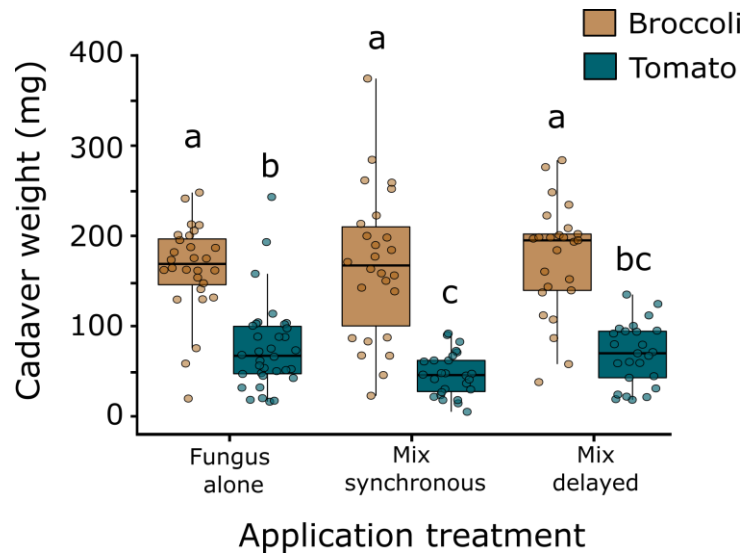 Broccoli
Tomato
Cadaver weight (mg)
400
300
200
100
0
a
b
a
c
a
bc
Fungus
alone
Mix
synchronous
Mix
delayed
Application treatment